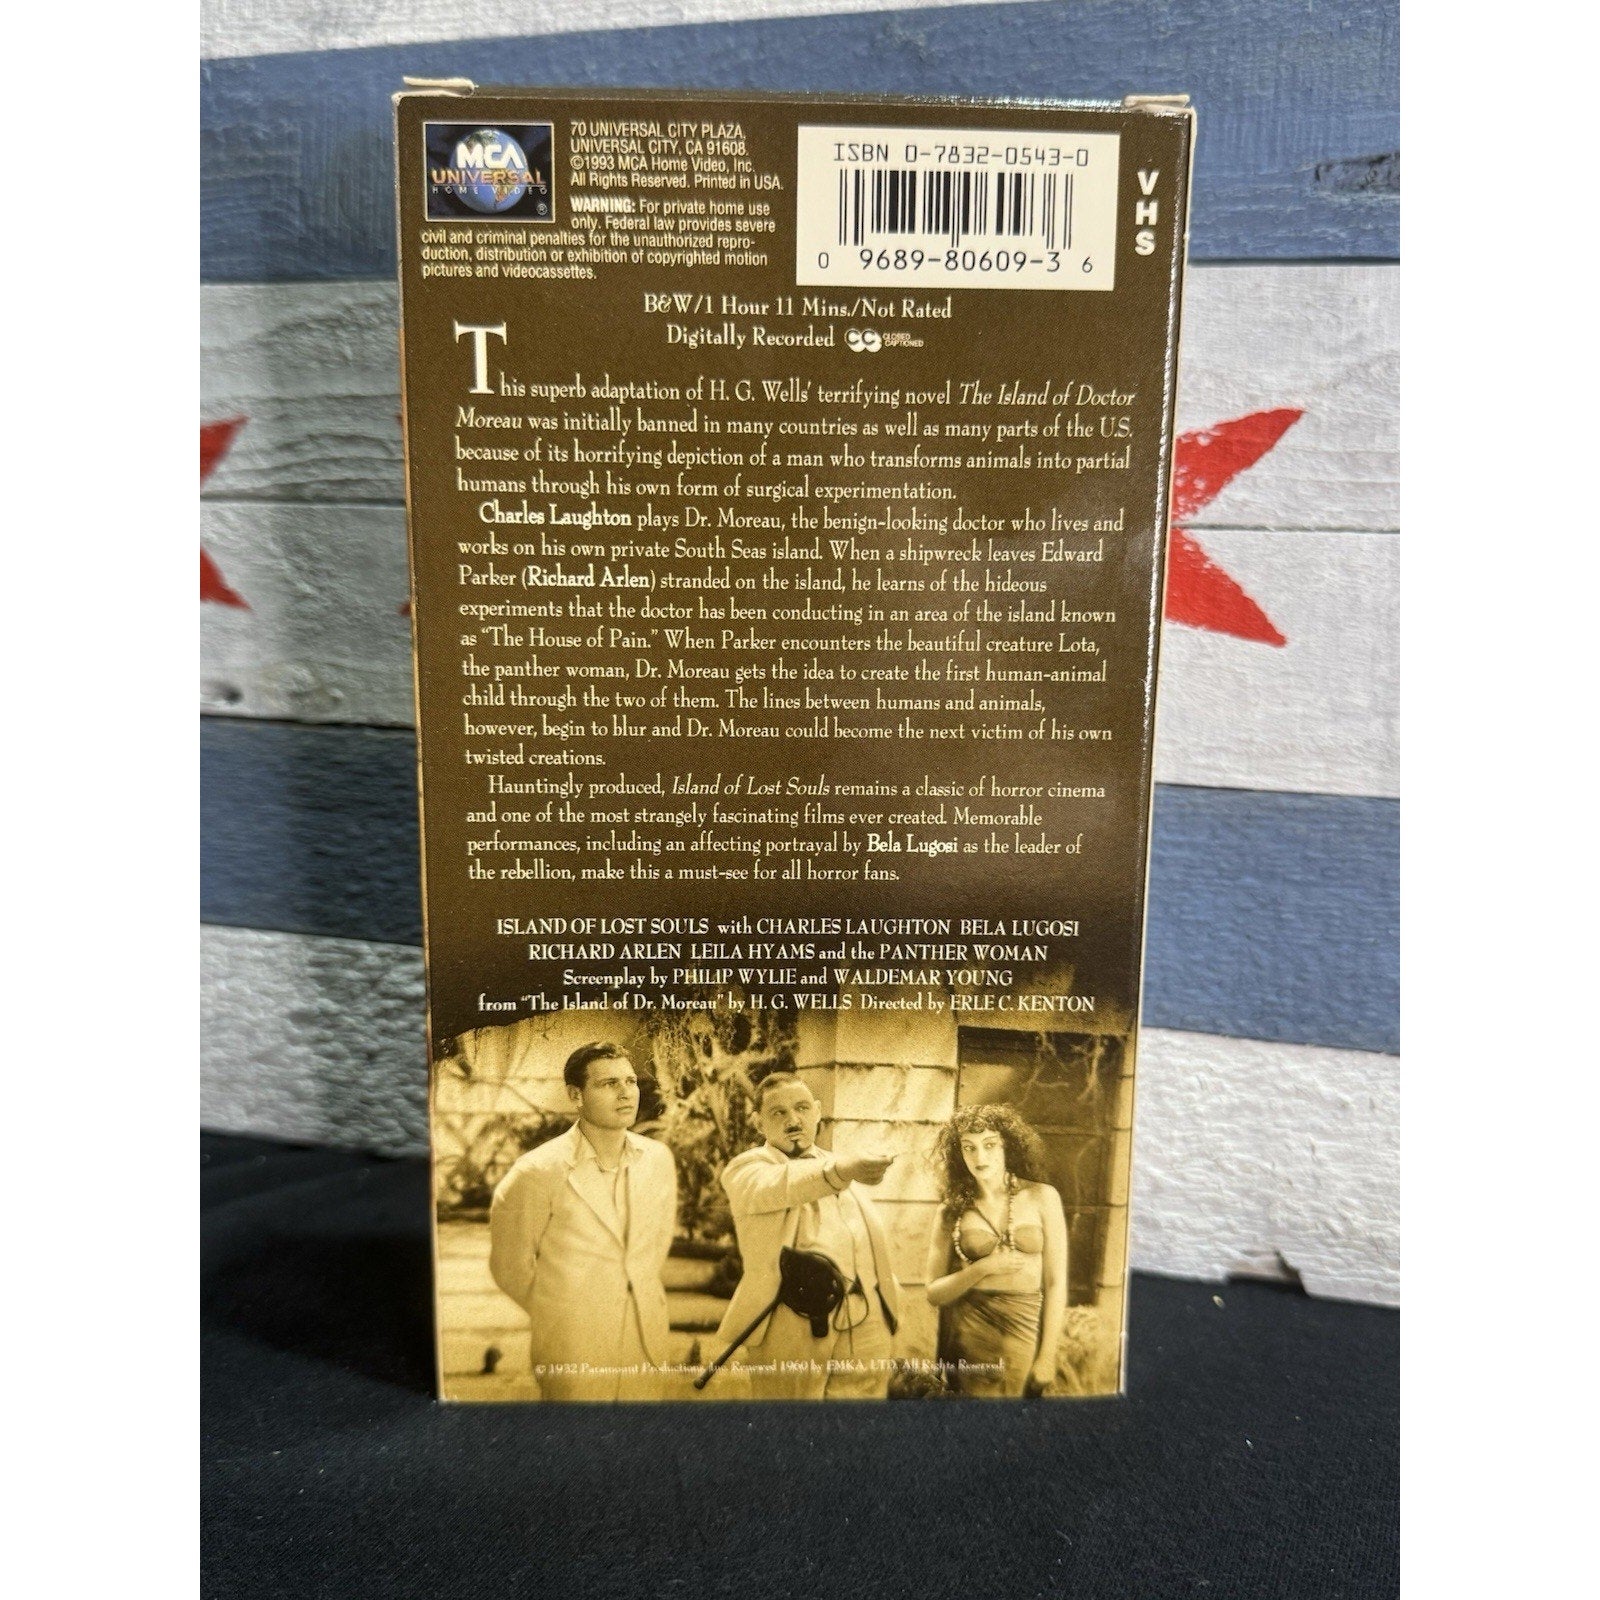 MCA
UNIVERSAL
HOME VIDEO
®
70 UNIVERSAL CITY PLAZA,
UNIVERSAL CITY, CA 91608.
©1993 MCA Home Video, Inc.
All Rights Reserved. Printed in USA.
WARNING: For private home use
only. Federal law provides severe
civil and criminal penalties for the unauthorized repro-
duction, distribution or exhibition of copyrighted motion
pictures and videocassettes.
ISBN 0-7832-0543-0
0 9689-80609-3 6
VHS
B&W/1 Hour 11 Mins./Not Rated
Digitally Recorded CC CLOSED CAPTIONED
This superb adaptation of H. G. Wells' terrifying novel The Island of Doctor
Moreau was initially banned in many countries as well as many parts of the U.S.
because of its horrifying depiction of a man who transforms animals into partial
humans through his own form of surgical experimentation.
Charles Laughton plays Dr. Moreau, the benign-looking doctor who lives and
works on his own private South Seas island. When a shipwreck leaves Edward
Parker (Richard Arlen) stranded on the island, he learns of the hideous
experiments that the doctor has been conducting in an area of the island known
as "The House of Pain." When Parker encounters the beautiful creature Lota,
the panther woman, Dr. Moreau gets the idea to create the first human-animal
child through the two of them. The lines between humans and animals,
however, begin to blur and Dr. Moreau could become the next victim of his own
twisted creations.
Hauntingly produced, Island of Lost Souls remains a classic of horror cinema
and one of the most strangely fascinating films ever created. Memorable
performances, including an affecting portrayal by Bela Lugosi as the leader of
the rebellion, make this a must-see for all horror fans.
ISLAND OF LOST SOULS with CHARLES LAUGHTON BELA LUGOSI
RICHARD ARLEN LEILA HYAMS and the PANTHER WOMAN
Screenplay by PHILIP WYLIE and WALDEMAR YOUNG
from "The Island of Dr. Moreau" by H. G. WELLS Directed by ERLE C. KENTON
© 1932 Paramount Productions, Inc. Renewed 1960 by EMKA, LTD. All Rights Reserved.